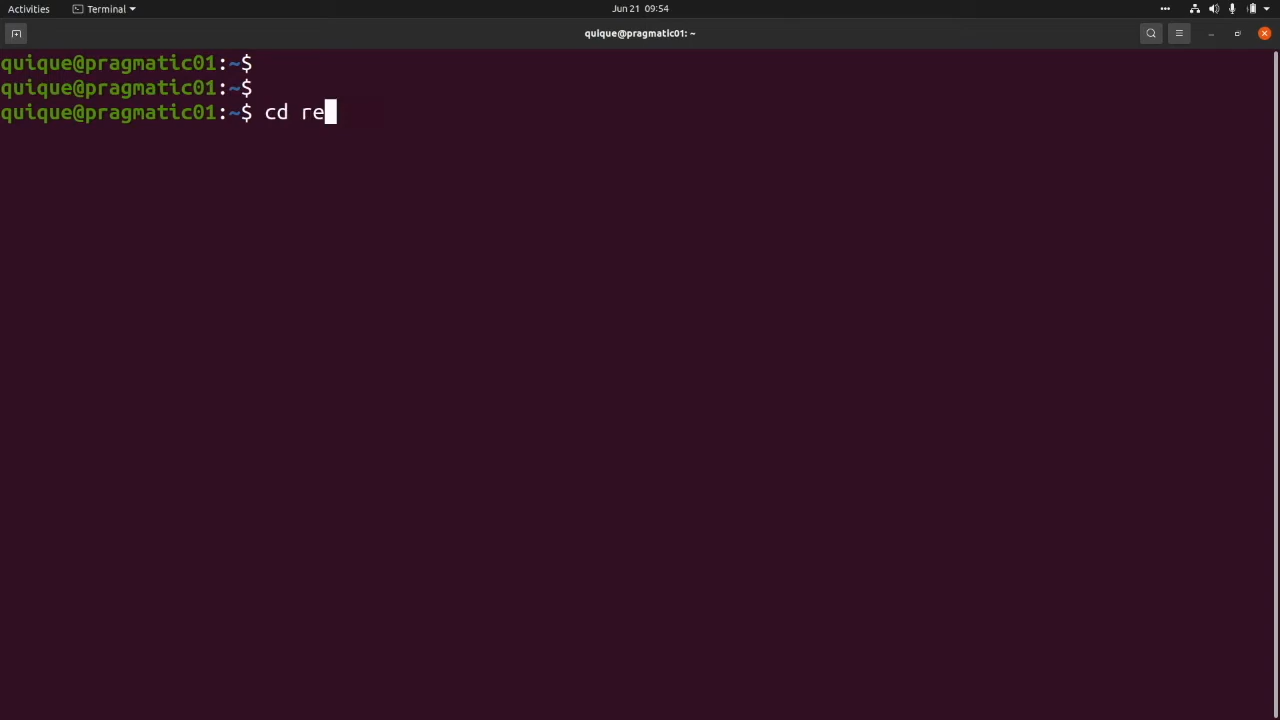 Activities
Terminal
Jun 21 09:54
quique@pragmatic01: ~
quique@pragmatic01:~$
quique@pragmatic01:~$
quique@pragmatic01:~$ cd re